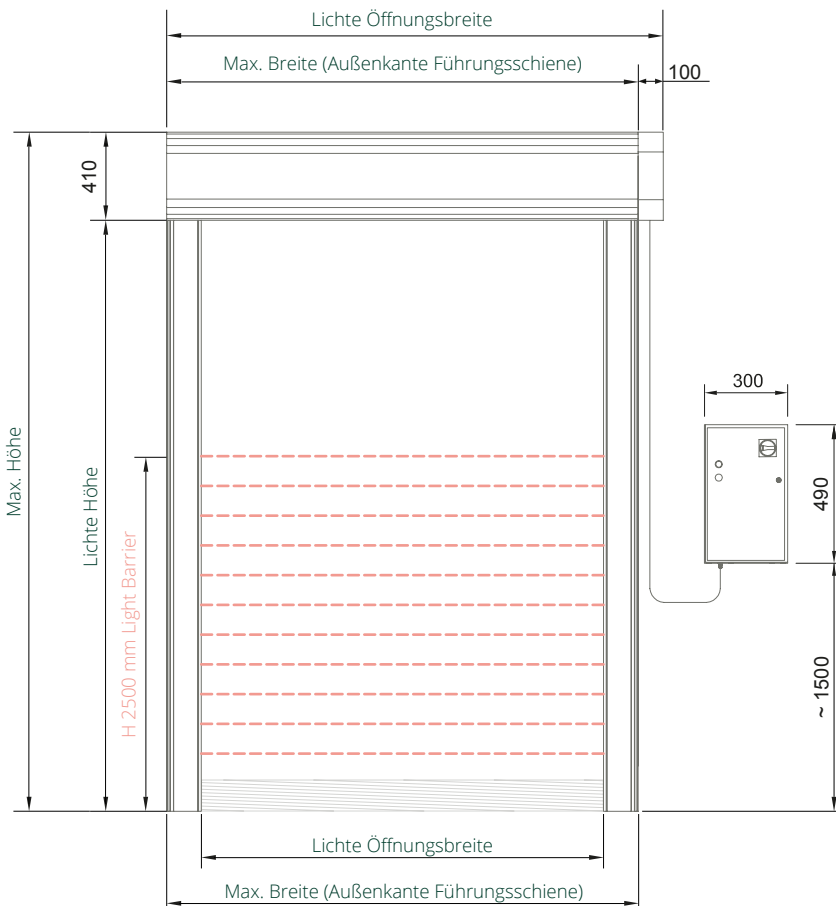 Lichte Öffnungsbreite
Max. Breite (Außenkante Führungsschiene)
100
410
Max. Höhe
Lichte Höhe
H 2500 mm Light Barrier
300
490
~ 1500
Lichte Öffnungsbreite
Max. Breite (Außenkante Führungsschiene)